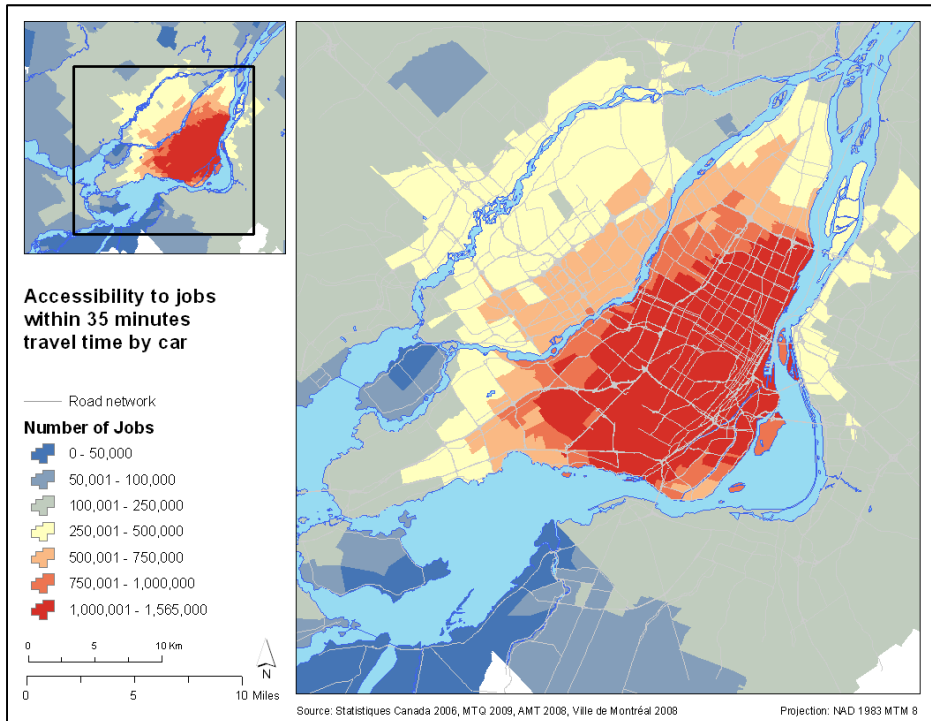 Accessibility to jobs
within 35 minutes
travel time by car
Road network
Number of Jobs
0 - 50,000
50,001 - 100,000
100,001 - 250,000
250,001 - 500,000
500,001 - 750,000
750,001 - 1,000,000
1,000,001 - 1,565,000
0 5 10 Km
N
0 5 10 Miles
Source: Statistiques Canada 2006, MTQ 2009, AMT 2008, Ville de Montréal 2008
Projection: NAD 1983 MTM 8